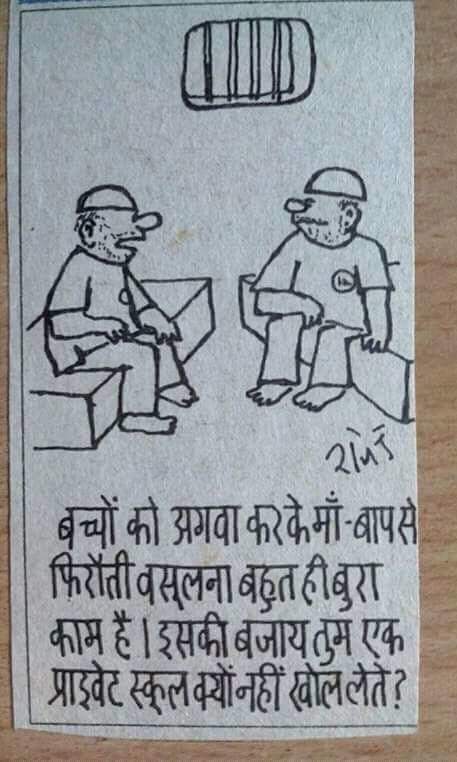 बच्चों को अगवा करके माँ-बाप से
फिरौती वसूलना बहुत ही बुरा
काम है। इसकी बजाय तुम एक
प्राइवेट स्कूल क्यों नहीं खोल लेते?